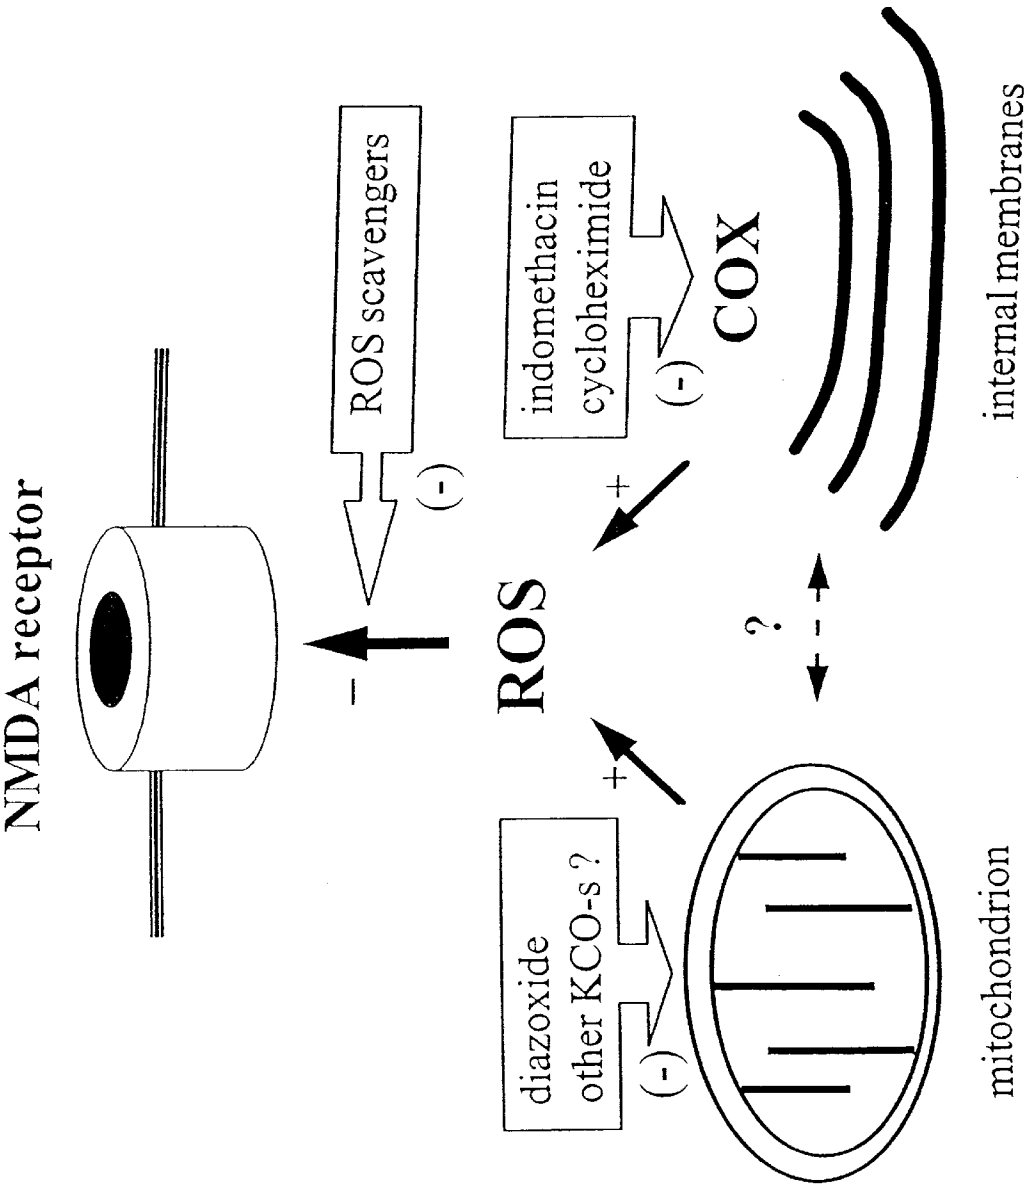 NMDA receptor
−
ROS scavengers
(-)
ROS
+
+
diazoxide
other KCO-s ?
(-)
indomethacin
cycloheximide
(-)
COX
?
mitochondrion
internal membranes